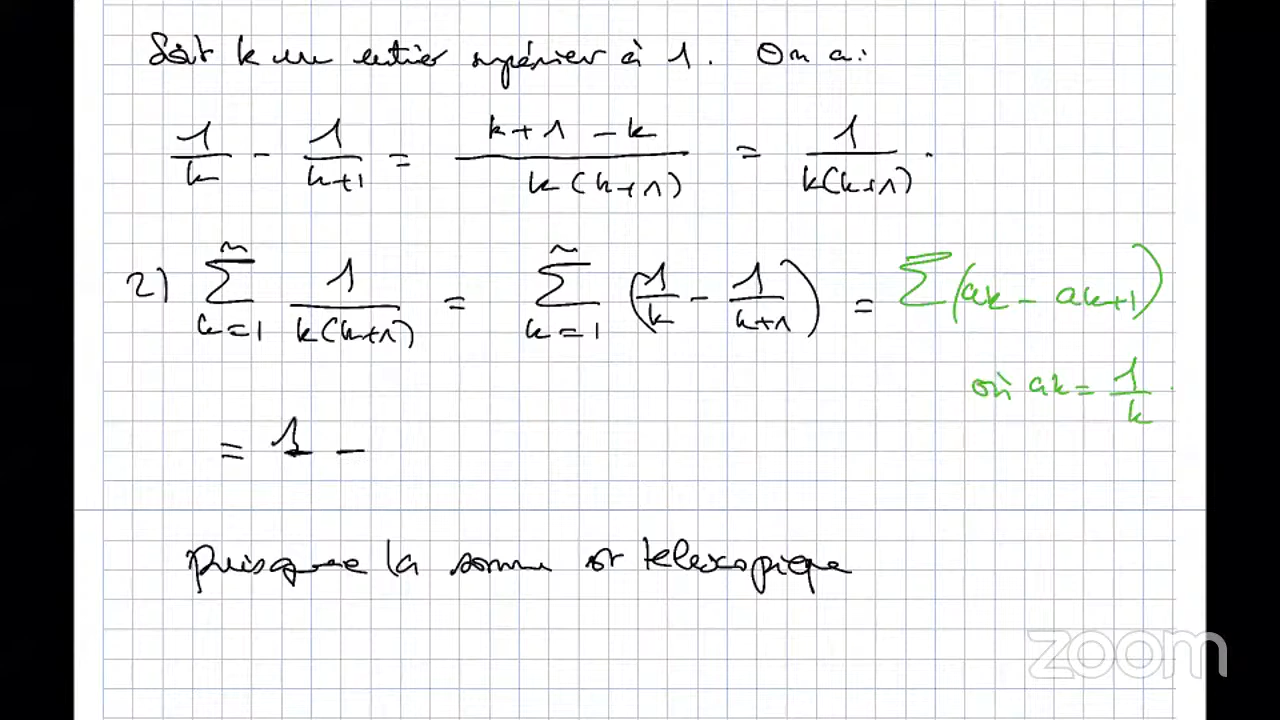 Soit k un entier supérieur à 1. On a:
1/k - 1/(k+1) = (k+1-k)/(k(k+1)) = 1/(k(k+1)).
2) ∑_{k=1}^{n} 1/(k(k+1)) = ∑_{k=1}^{n} (1/k - 1/(k+1)) = ∑(ak - ak+1)
où ak = 1/k.
= 1 -
puisque la somme est télescopique
zoom